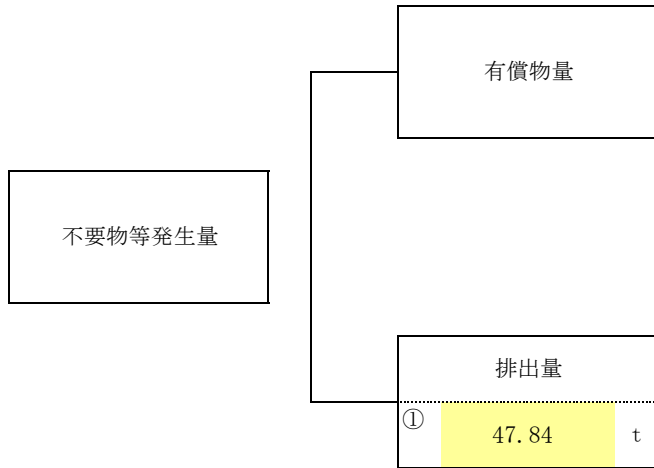 有償物量
不要物等発生量
排出量
①
47.84 t